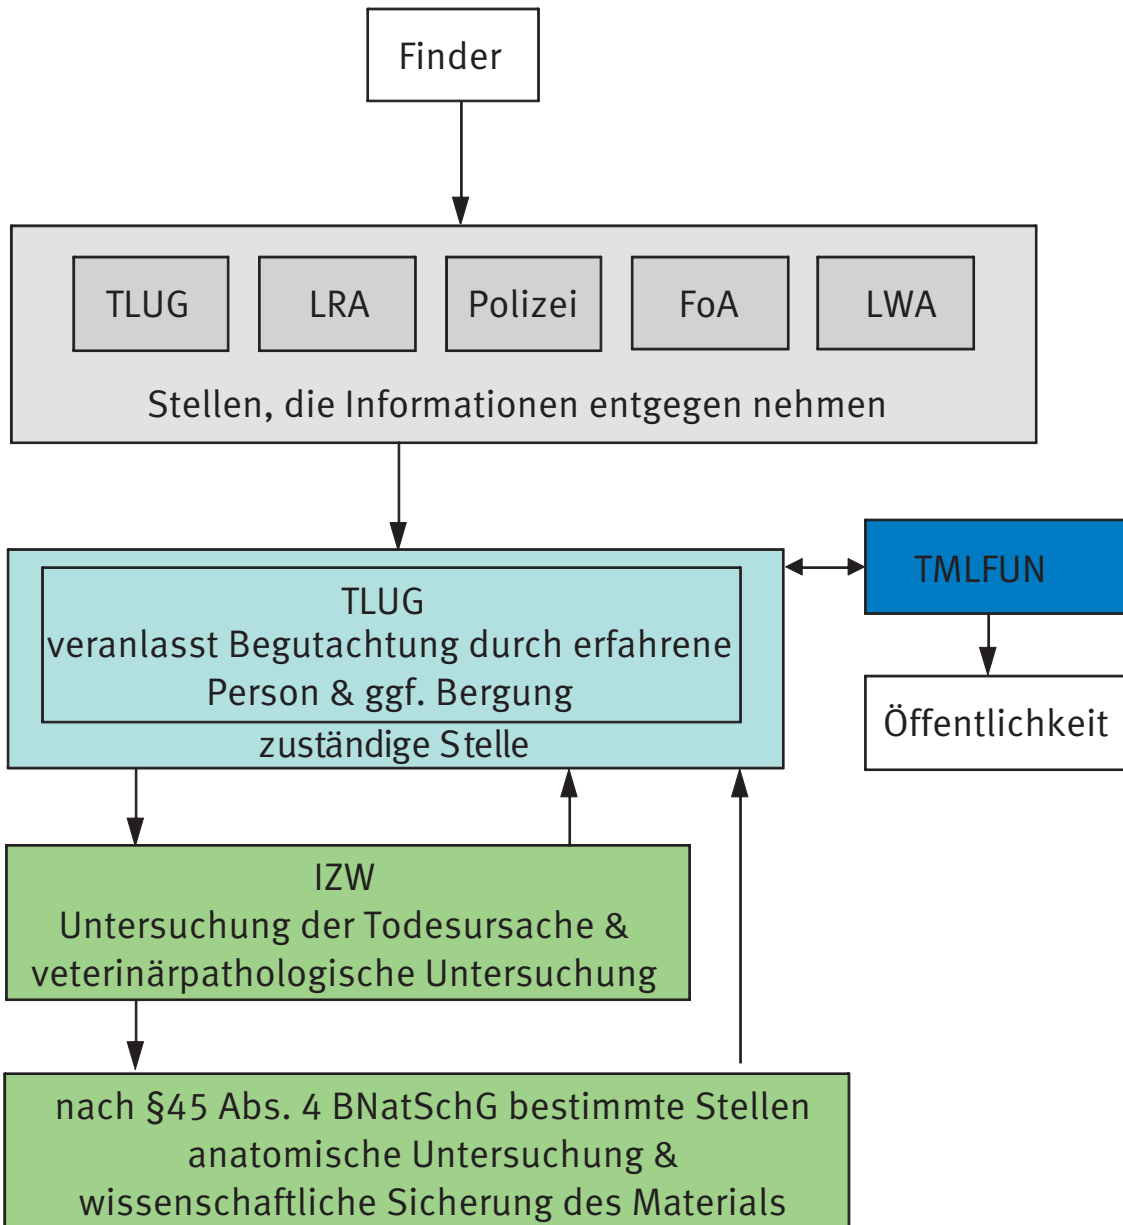 Finder
TLUG
LRA
Polizei
FoA
LWA
Stellen, die Informationen entgegen nehmen
TLUG
veranlasst Begutachtung durch erfahrene
Person & ggf. Bergung
zuständige Stelle
TMLFUN
Öffentlichkeit
IZW
Untersuchung der Todesursache &
veterinärpathologische Untersuchung
nach §45 Abs. 4 BNatSchG bestimmte Stellen
anatomische Untersuchung &
wissenschaftliche Sicherung des Materials